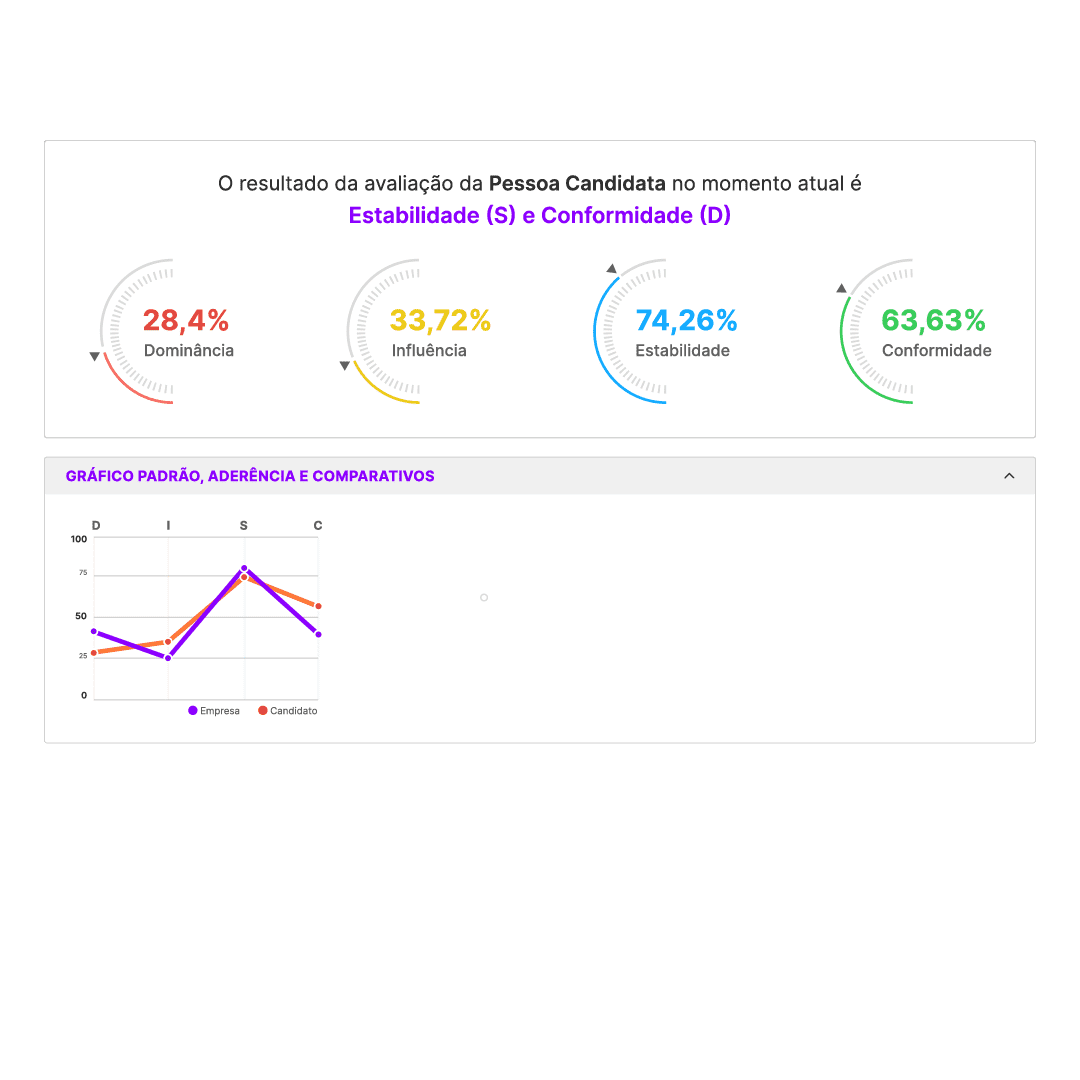 O resultado da avaliação da Pessoa Candidata no momento atual é
Estabilidade (S) e Conformidade (D)
28,4%
Dominância
33,72%
Influência
74,26%
Estabilidade
63,63%
Conformidade
GRÁFICO PADRÃO, ADERÊNCIA E COMPARATIVOS
D I S C
100
75
50
25
0
Empresa Candidato